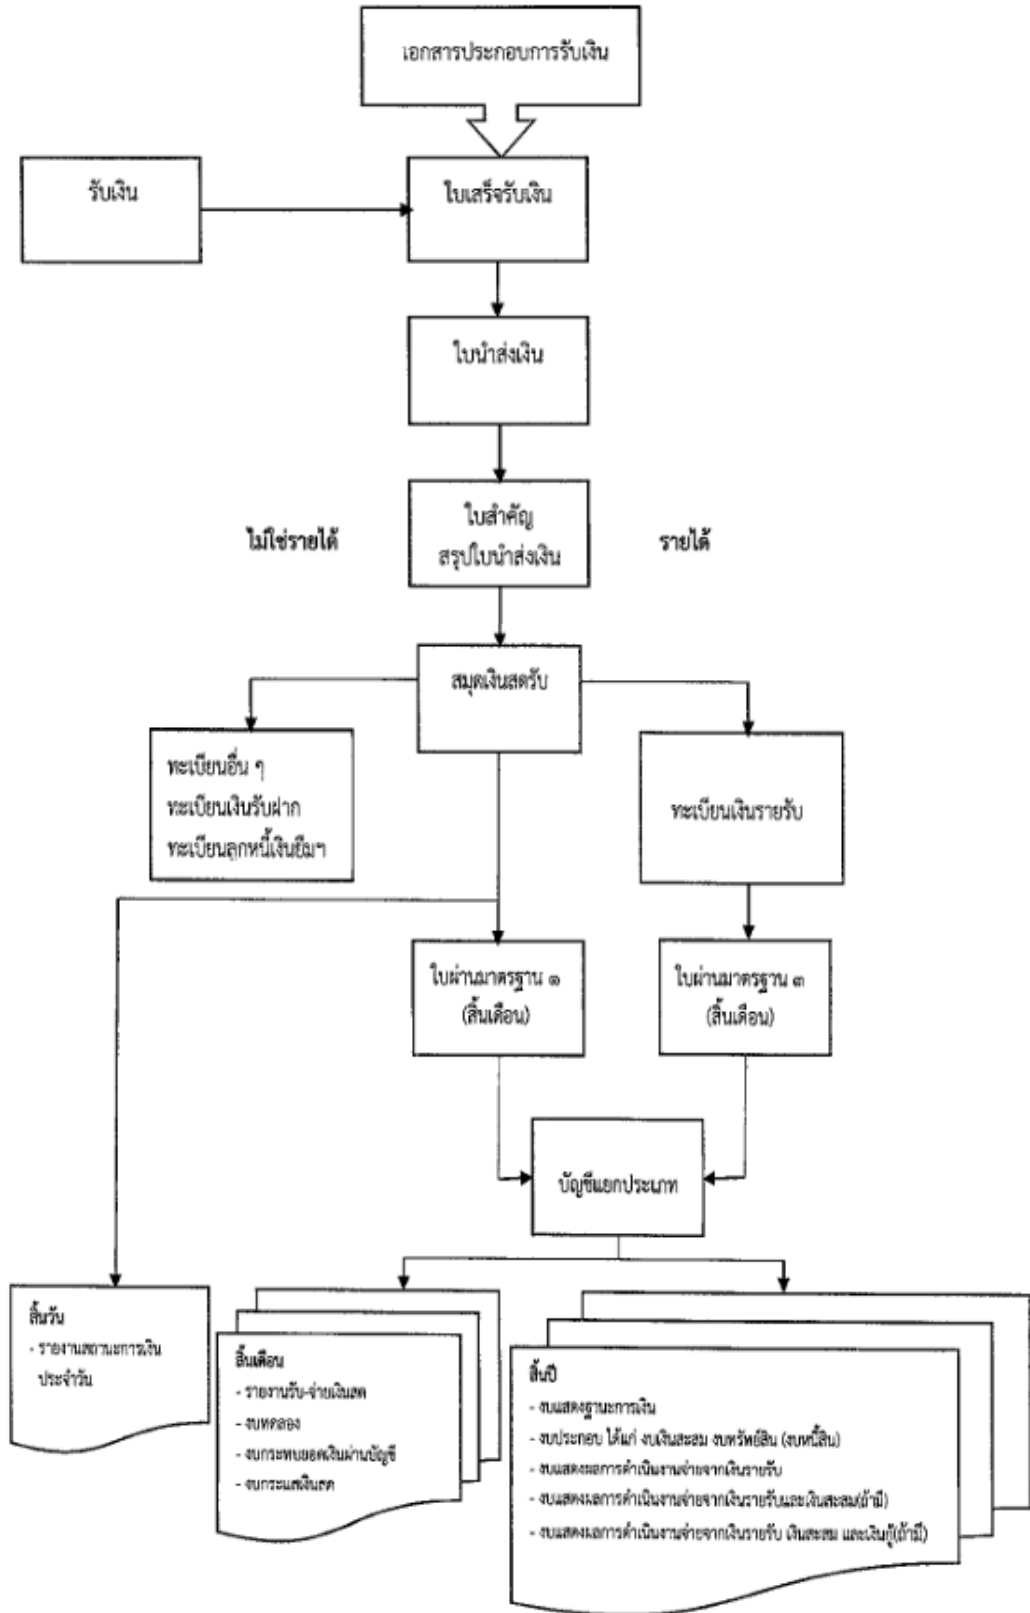 เอกสารประกอบการรับเงิน
รับเงิน
ใบเสร็จรับเงิน
ใบนำส่งเงิน
ใบสำคัญ
สรุปใบนำส่งเงิน
ไม่ใช่รายได้
รายได้
สมุดเงินสดรับ
ทะเบียนอื่น ๆ
ทะเบียนเงินรับฝาก
ทะเบียนลูกหนี้เงินยืมฯ
ทะเบียนเงินรายรับ
ใบผ่านมาตรฐาน ๑
(สิ้นเดือน)
ใบผ่านมาตรฐาน ๓
(สิ้นเดือน)
บัญชีแยกประเภท
สิ้นวัน
- รายงานสถานะการเงิน
ประจำวัน
สิ้นเดือน
- รายงานรับ-จ่ายเงินสด
- งบทดลอง
- งบกระทบยอดเงินผ่านบัญชี
- งบกระแสเงินสด
สิ้นปี
- งบแสดงฐานะการเงิน
- งบประกอบ ได้แก่ งบเงินสะสม งบทรัพย์สิน (งบหนี้สิน)
- งบแสดงผลการดำเนินงานจ่ายจากเงินรายรับ
- งบแสดงผลการดำเนินงานจ่ายจากเงินรายรับและเงินสะสม(ถ้ามี)
- งบแสดงผลการดำเนินงานจ่ายจากเงินรายรับ เงินสะสม และเงินกู้(ถ้ามี)